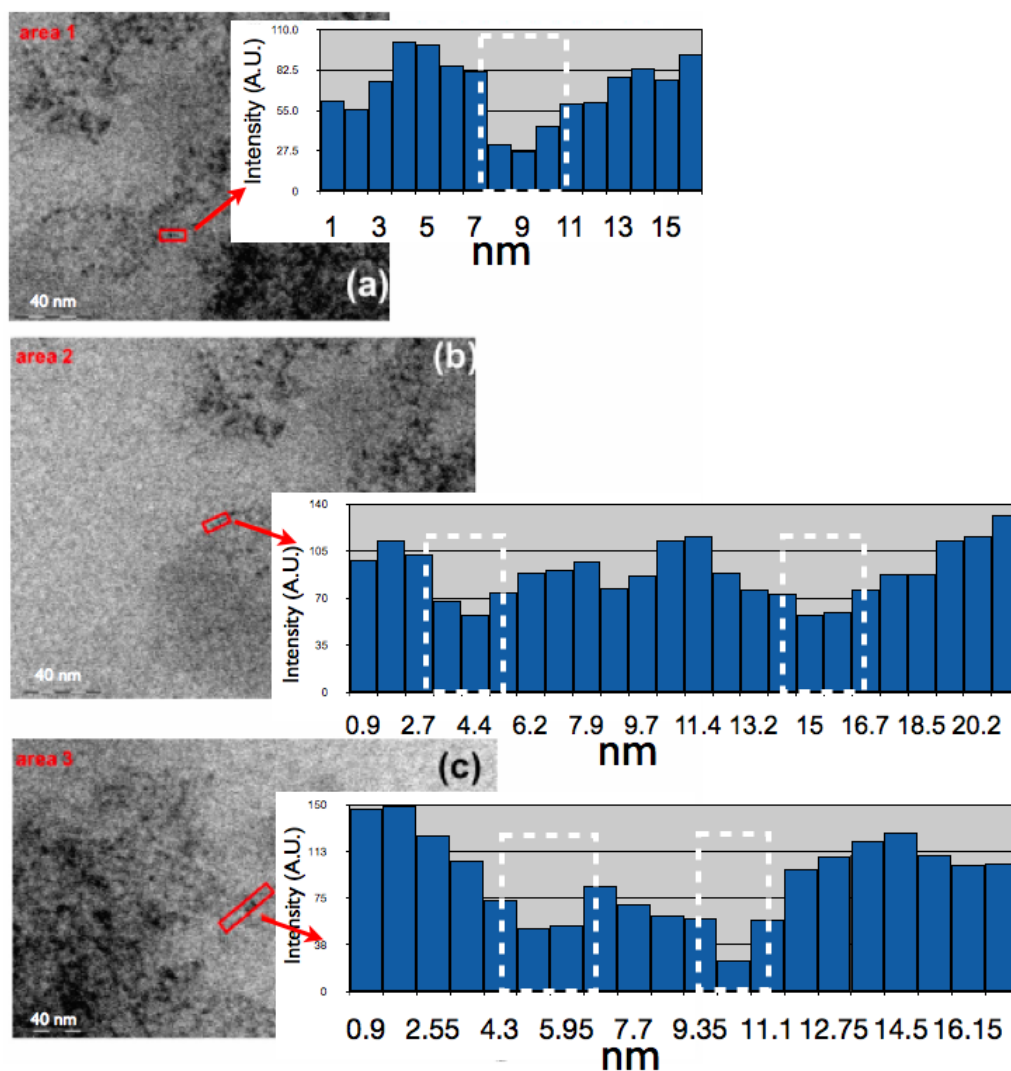 area 1
110.0
82.5
55.0
27.5
0
Intensity (A.U.)
1 3 5 7 9 11 13 15
nm
(a)
40 nm
area 2
(b)
140
105
70
35
0
Intensity (A.U.)
0.9 2.7 4.4 6.2 7.9 9.7 11.4 13.2 15 16.7 18.5 20.2
nm
40 nm
area 3
(c)
150
113
75
38
0
Intensity (A.U.)
0.9 2.55 4.3 5.95 7.7 9.35 11.1 12.75 14.5 16.15
nm
40 nm